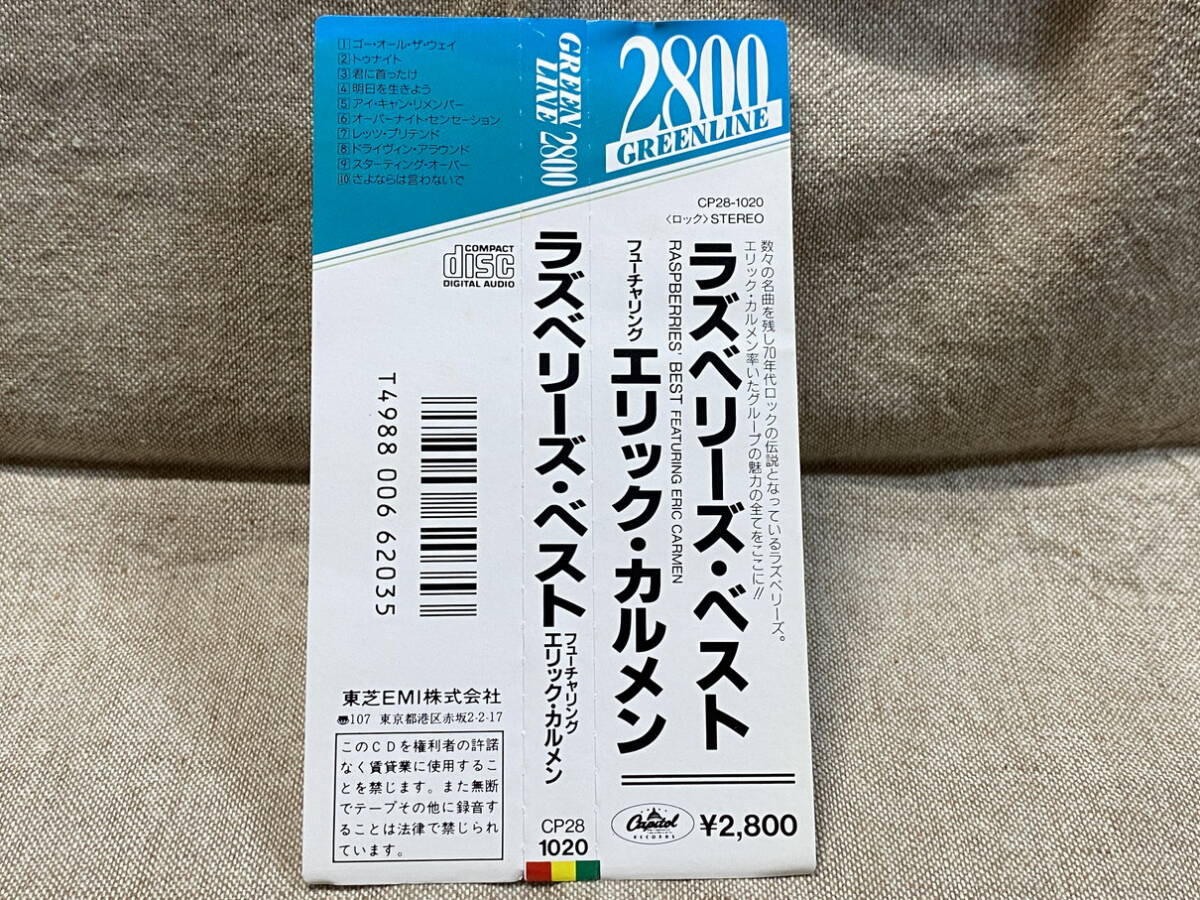 1 ゴー・オール・ザ・ウェイ
2 トゥナイト
3 君に首ったけ
4 明日を生きよう
5 アイ・キャン・リメンバー
6 オーバーナイト・センセーション
7 レッツ・プリテンド
8 ドライヴィン・アラウンド
9 スターティング・オーバー
10 さよならは言わないで
COMPACT
disc
DIGITAL AUDIO
T4988 006 62035
東芝EMI株式会社
107 東京都港区赤坂2-2-17
このCDを権利者の許諾
なく賃貸業に使用するこ
とを禁じます。また無断
でテープその他に録音す
ることは法律で禁じられ
ています。
GREEN
LINE 2800
ラズベリーズ・ベスト
フューチャリング
エリック・カルメン
CP28
1020
2800
GREENLINE
CP28-1020
〈ロック〉STEREO
数々の名曲を残し70年代ロックの伝説となっているラズベリーズ。
エリック・カルメン率いたグループの魅力の全てをここに!!
ラズベリーズ・ベスト
RASPBERRIES' BEST FEATURING ERIC CARMEN
フューチャリング エリック・カルメン
Capitol
RECORDS
¥2,800